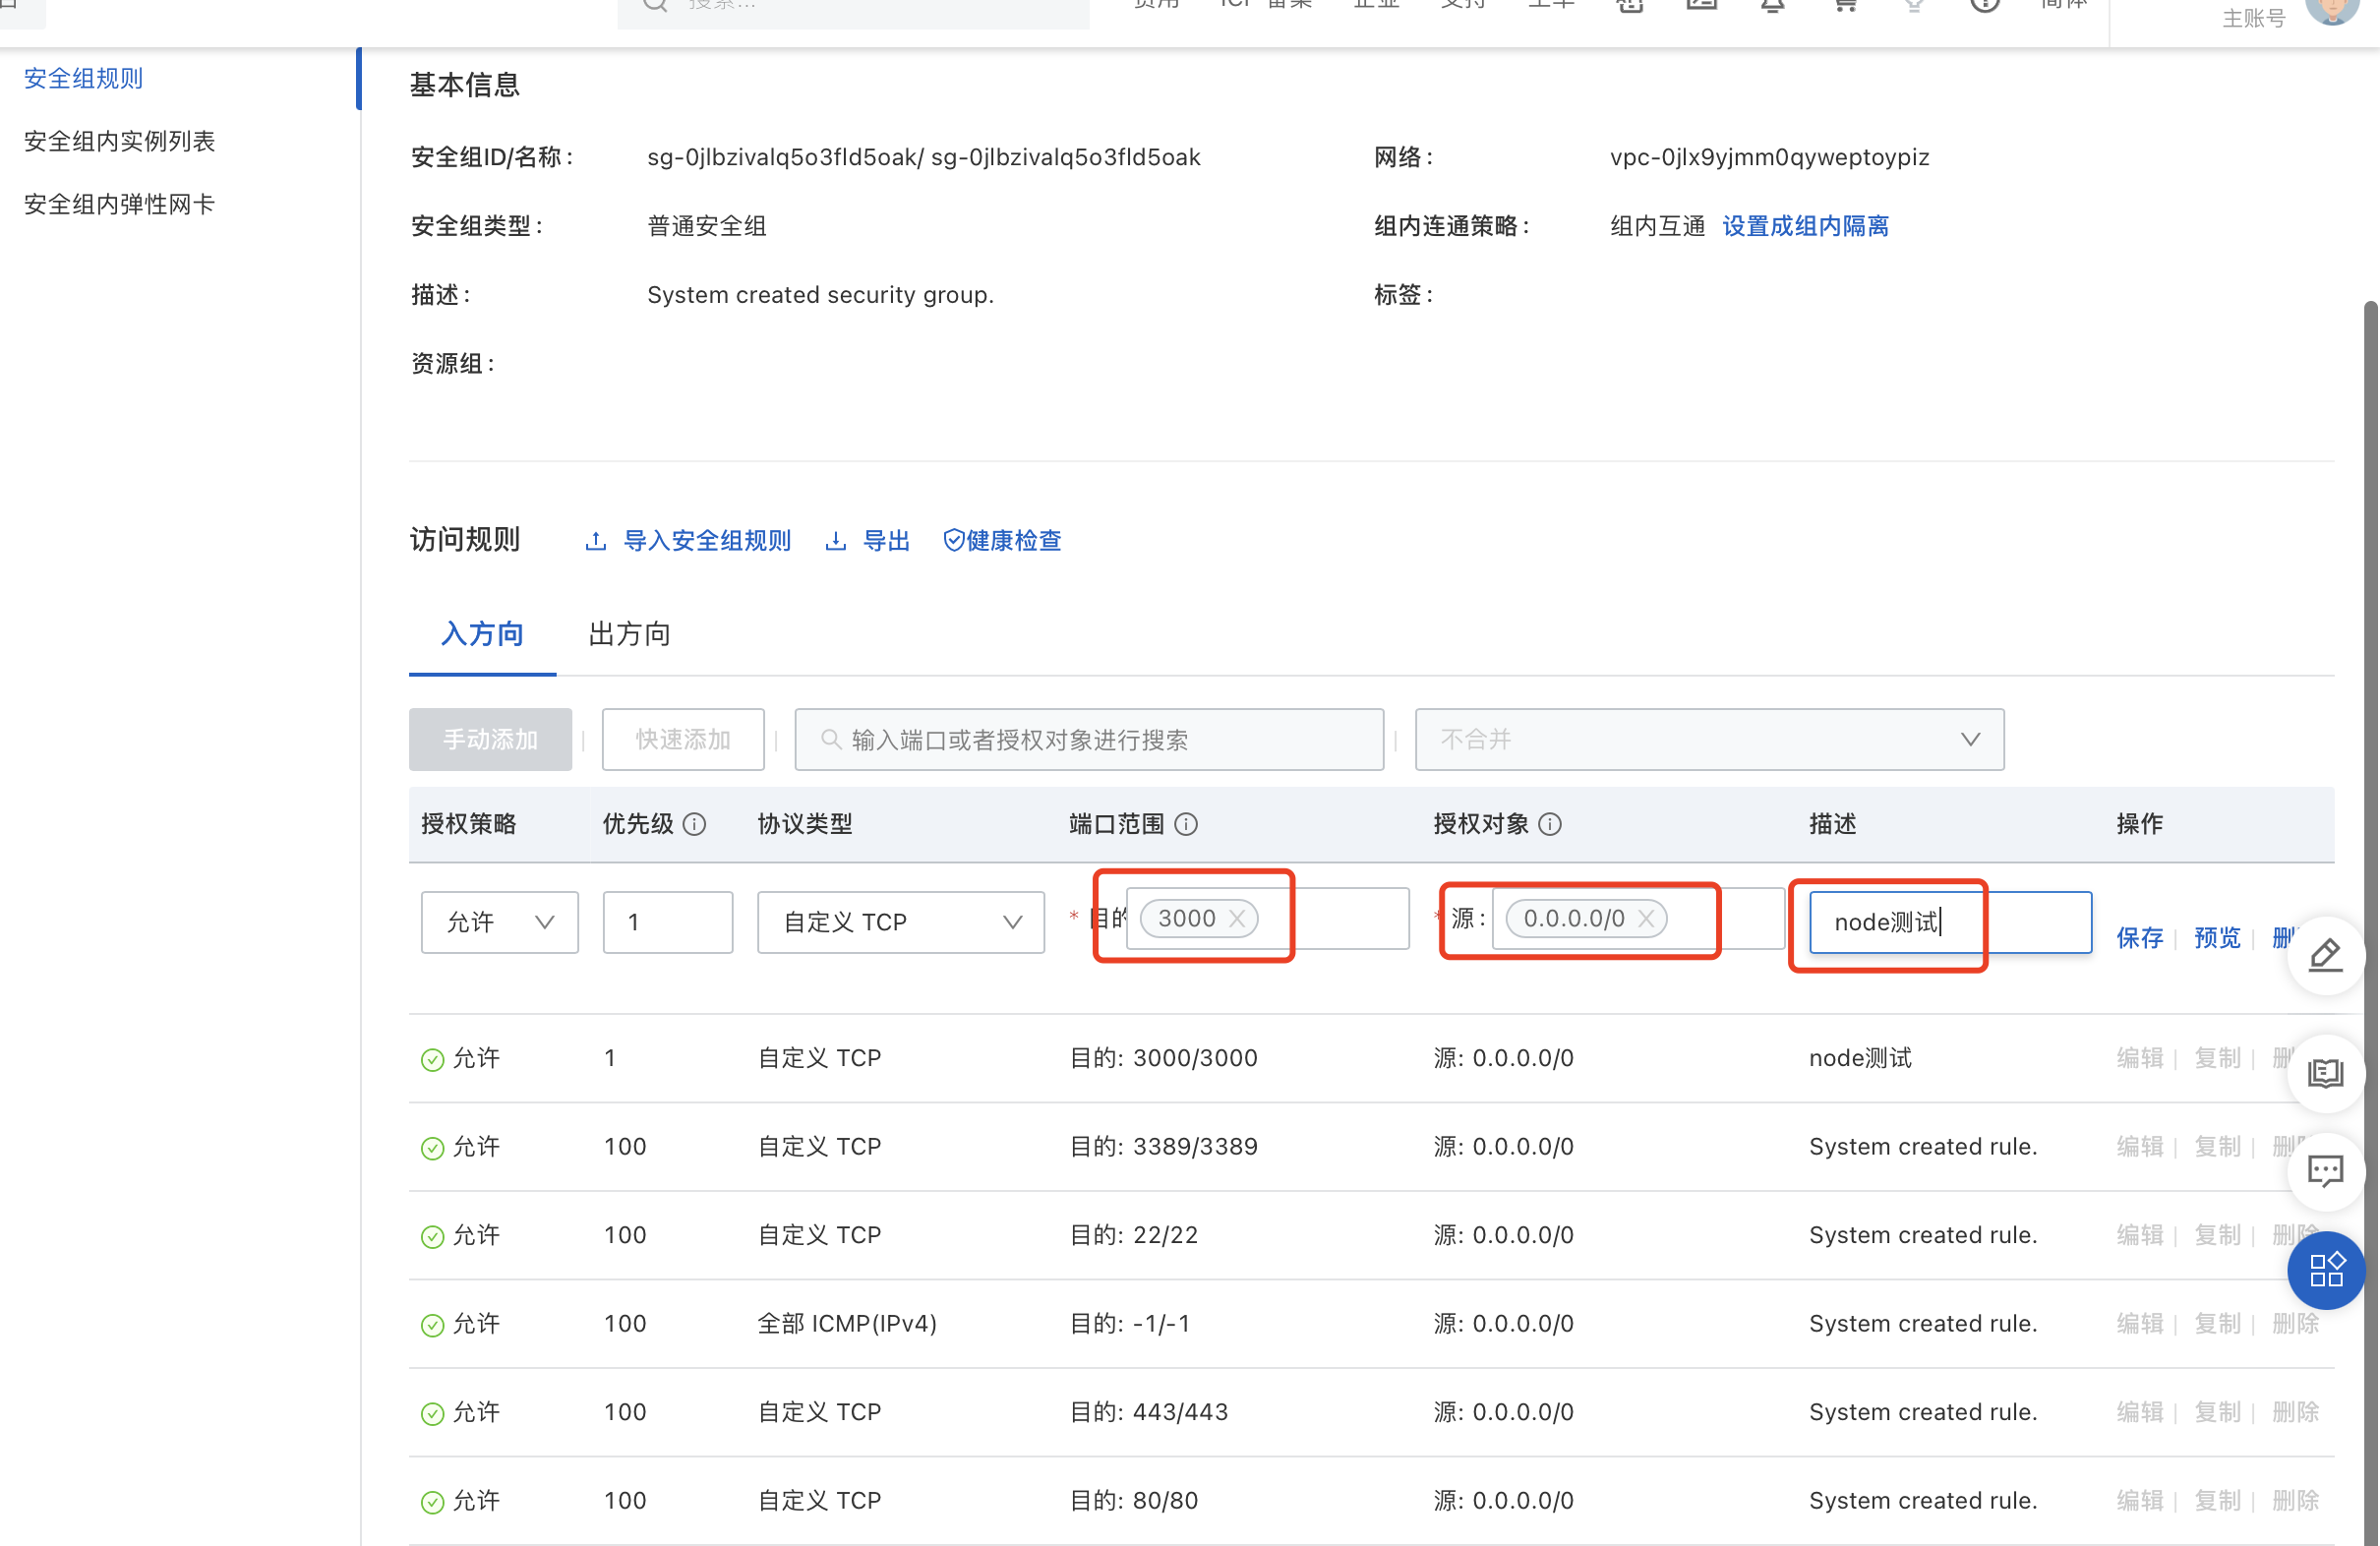 搜索...
费用 ICP 备案 企业 支持 工单 简体
主账号
安全组规则
安全组内实例列表
安全组内弹性网卡
基本信息
安全组ID/名称： sg-0jlbzivalq5o3fld5oak/ sg-0jlbzivalq5o3fld5oak 网络： vpc-0jlx9yjmm0qyweptoypiz
安全组类型： 普通安全组 组内连通策略： 组内互通 设置成组内隔离
描述： System created security group. 标签：
资源组：
访问规则 导入安全组规则 导出 健康检查
入方向 出方向
手动添加 快速添加 输入端口或者授权对象进行搜索 不合并
授权策略 优先级 协议类型 端口范围 授权对象 描述 操作
允许 1 自定义 TCP * 目的 3000 * 源： 0.0.0.0/0 node测试 保存 预览 删
允许 1 自定义 TCP 目的: 3000/3000 源: 0.0.0.0/0 node测试 编辑 复制 删
允许 100 自定义 TCP 目的: 3389/3389 源: 0.0.0.0/0 System created rule. 编辑 复制 删
允许 100 自定义 TCP 目的: 22/22 源: 0.0.0.0/0 System created rule. 编辑 复制 删除
允许 100 全部 ICMP(IPv4) 目的: -1/-1 源: 0.0.0.0/0 System created rule. 编辑 复制 删除
允许 100 自定义 TCP 目的: 443/443 源: 0.0.0.0/0 System created rule. 编辑 复制 删除
允许 100 自定义 TCP 目的: 80/80 源: 0.0.0.0/0 System created rule. 编辑 复制 删除